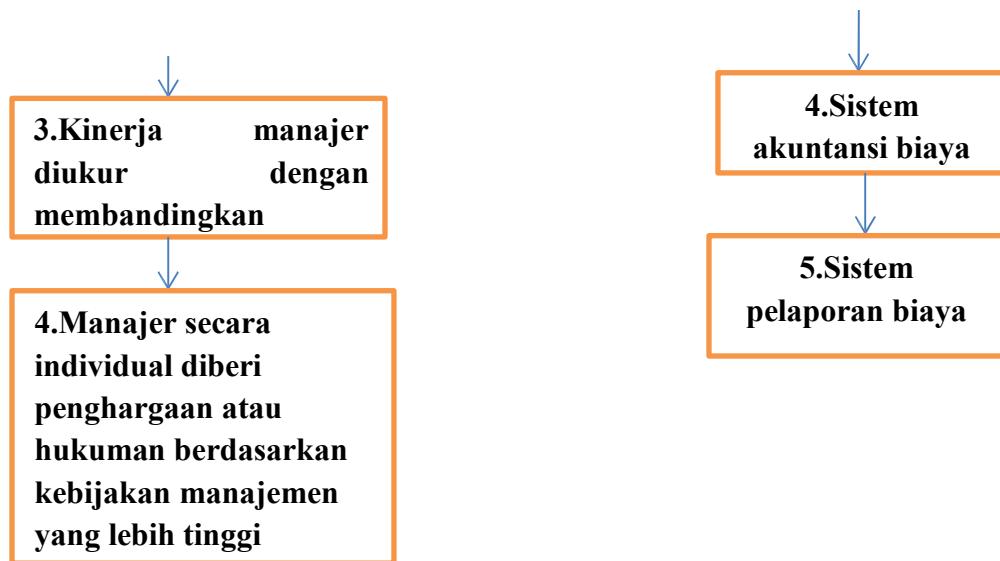 3.Kinerja manajer
diukur dengan
membandingkan
4.Manajer secara
individual diberi
penghargaan atau
hukuman berdasarkan
kebijakan manajemen
yang lebih tinggi
4.Sistem
akuntansi biaya
5.Sistem
pelaporan biaya